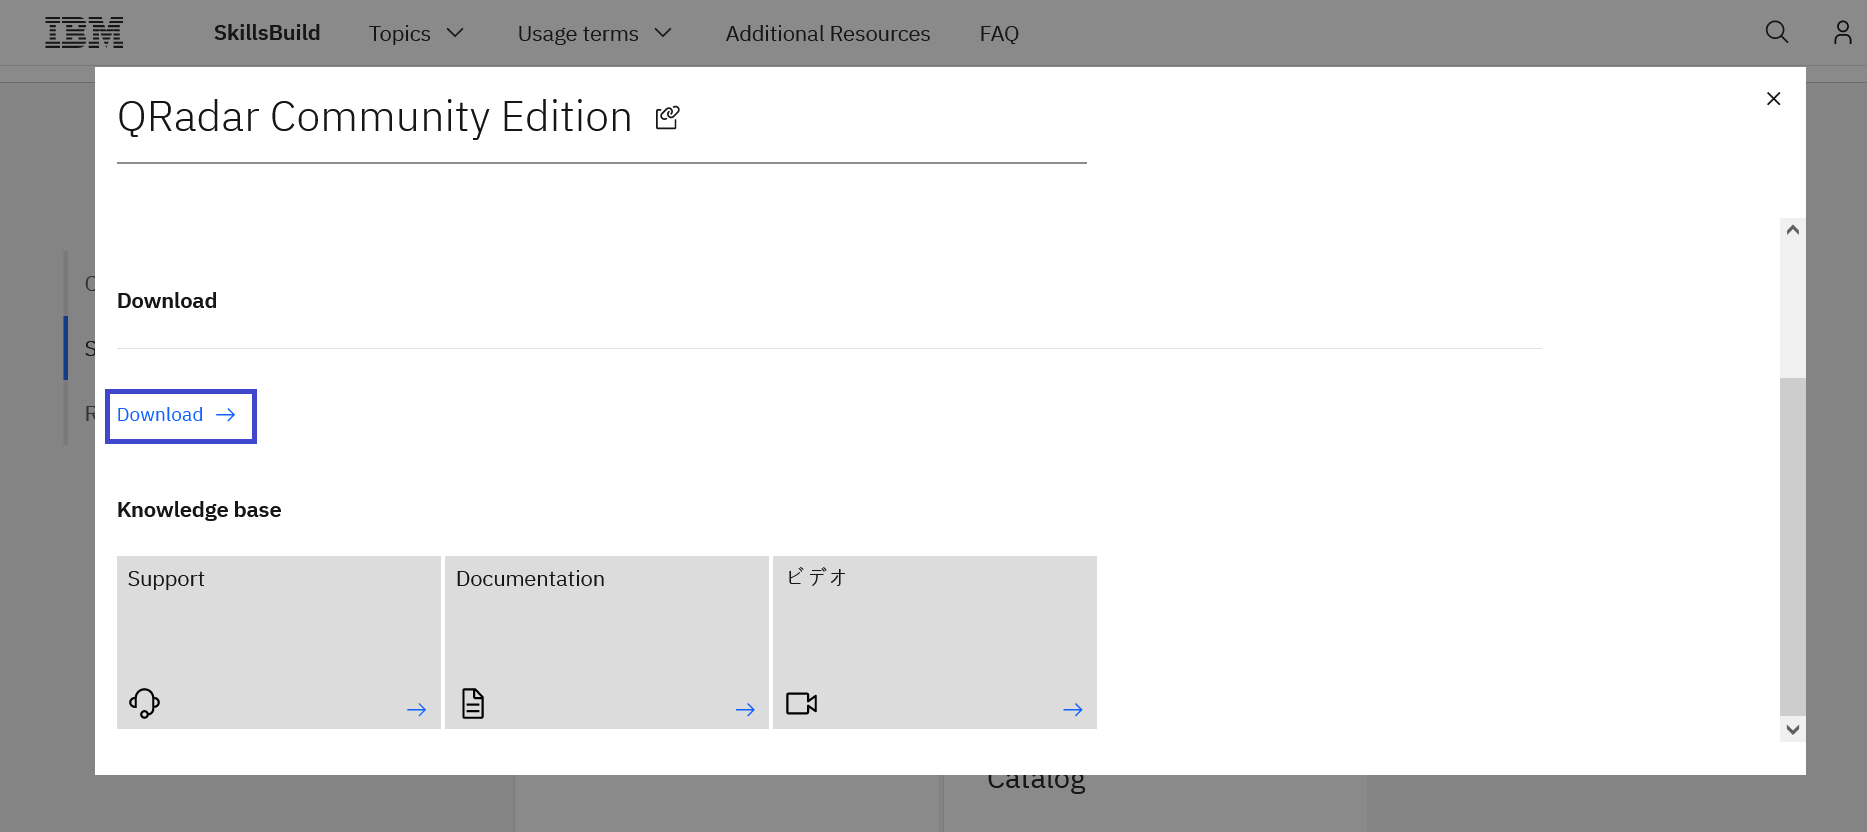 IBM SkillsBuild Topics Usage terms Additional Resources FAQ
QRadar Community Edition
Download
Download
Knowledge base
Support Documentation ビデオ
Catalog